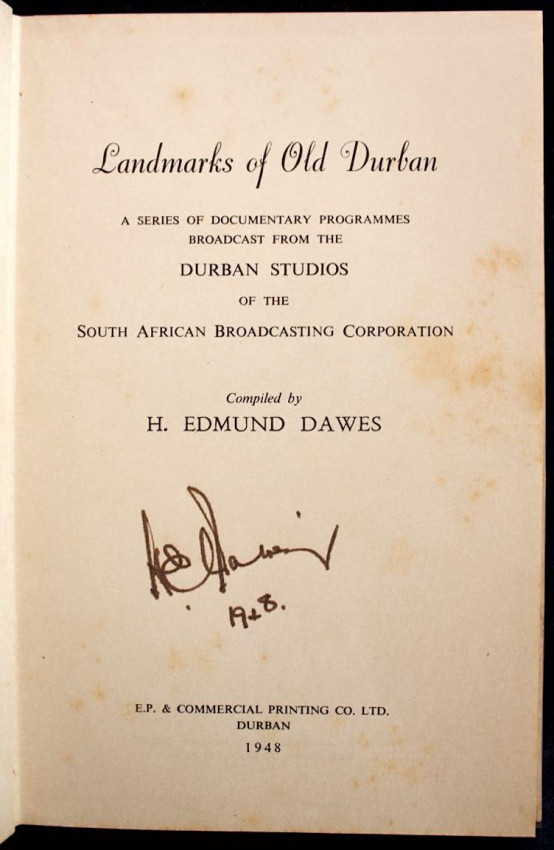 Landmarks of Old Durban
A SERIES OF DOCUMENTARY PROGRAMMES
BROADCAST FROM THE
DURBAN STUDIOS
OF THE
SOUTH AFRICAN BROADCASTING CORPORATION
Compiled by
H. EDMUND DAWES
1948.
E.P. & COMMERCIAL PRINTING CO. LTD.
DURBAN
1948